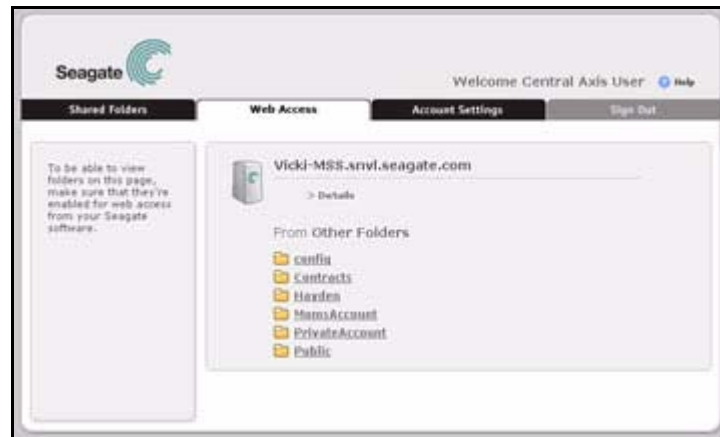 Seagate
Welcome Central Axis User
Help
Shared Folders
Web Access
Account Settings
Sign Out
To be able to view
folders on this page,
make sure that they're
enabled for web access
from your Seagate
software.
Vicki-MSS.snvl.seagate.com
> Details
From Other Folders
config
Contracts
Hayden
MomsAccount
PrivateAccount
Public